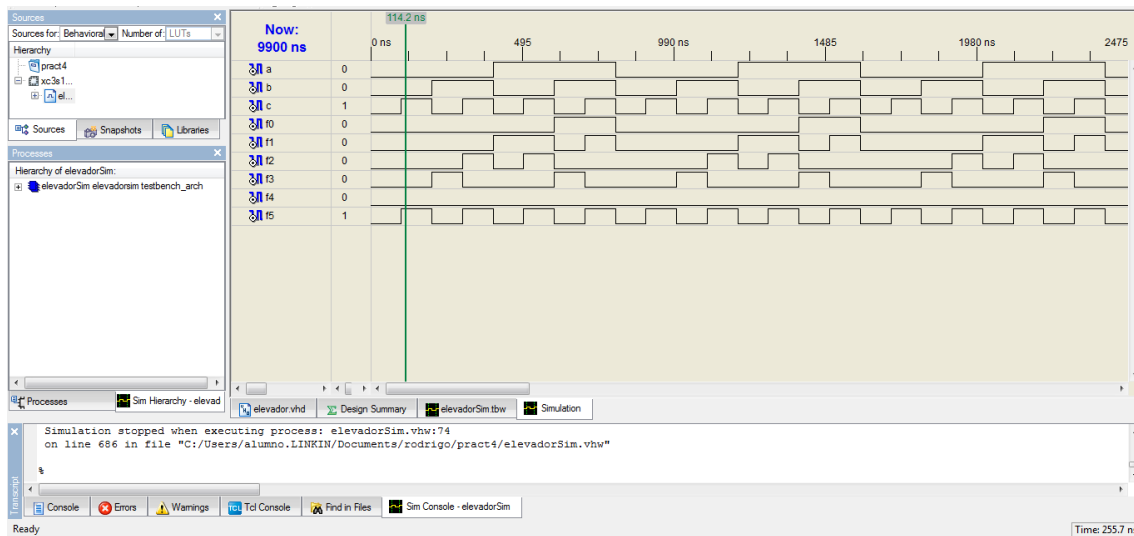 Sources
Sources for: Behavioral Number of: LUTs
Hierarchy
pract4
xc3s1...
el...
Sources Snapshots Libraries
Processes
Hierarchy of elevadorSim:
elevadorSim elevadorsim testbench_arch
Processes Sim Hierarchy - elevad
Now:
9900 ns
114.2 ns
0 ns 495 990 ns 1485 1980 ns 2475
a 0
b 0
c 1
f0 0
f1 0
f2 0
f3 0
f4 0
f5 1
elevador.vhd Design Summary elevadorSim.tbw Simulation
Simulation stopped when executing process: elevadorSim.vhw:74
on line 686 in file "C:/Users/alumno.LINKIN/Documents/rodrigo/pract4/elevadorSim.vhw"
%
Transcript
Console Errors Warnings TCL Tcl Console Find in Files Sim Console - elevadorSim
Ready Time: 255.7 n